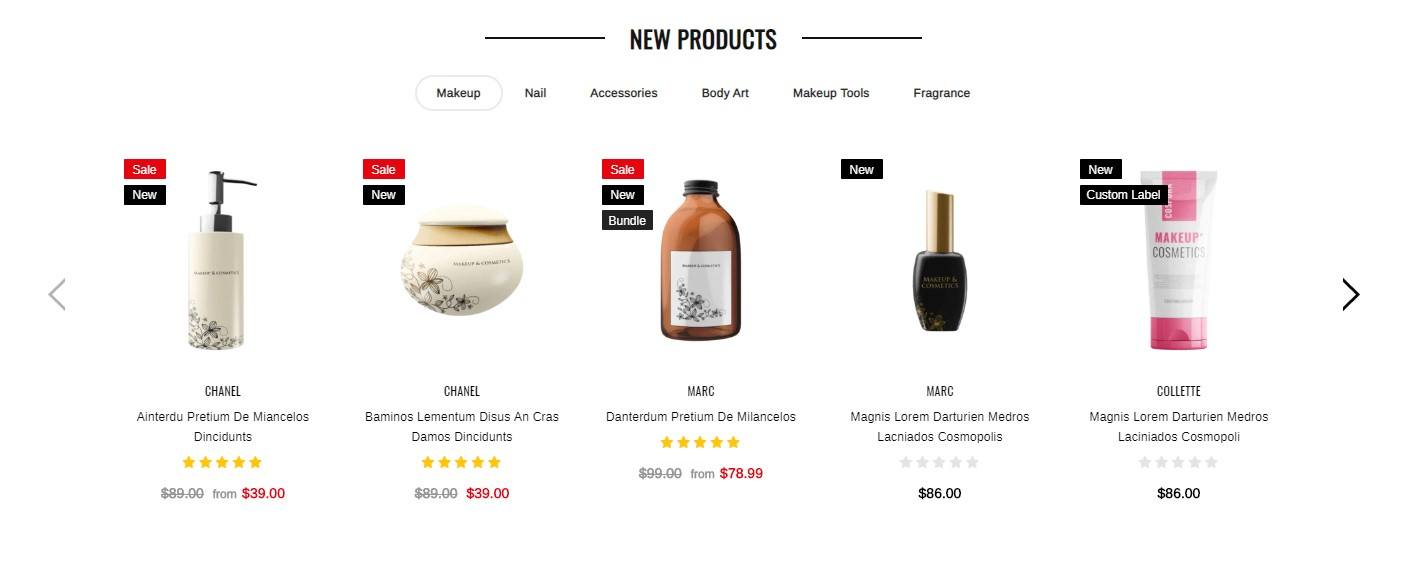 NEW PRODUCTS
Makeup Nail Accessories Body Art Makeup Tools Fragrance
Sale
New
MAKEUP & COSMETICS
CHANEL
Ainterdu Pretium De Miancelos
Dincidunts
$89.00 from $39.00
Sale
New
MAKEUP & COSMETICS
CHANEL
Baminos Lementum Disus An Cras
Damos Dincidunts
$89.00 $39.00
Sale
New
Bundle
MAKEUP & COSMETICS
MARC
Danterdum Pretium De Milancelos
$99.00 from $78.99
New
MAKEUP &
COSMETICS
MARC
Magnis Lorem Darturien Medros
Lacniados Cosmopolis
$86.00
New
Custom Label
MAKEUP
COSMETICS
COLLETTE
Magnis Lorem Darturien Medros
Laciniados Cosmopoli
$86.00